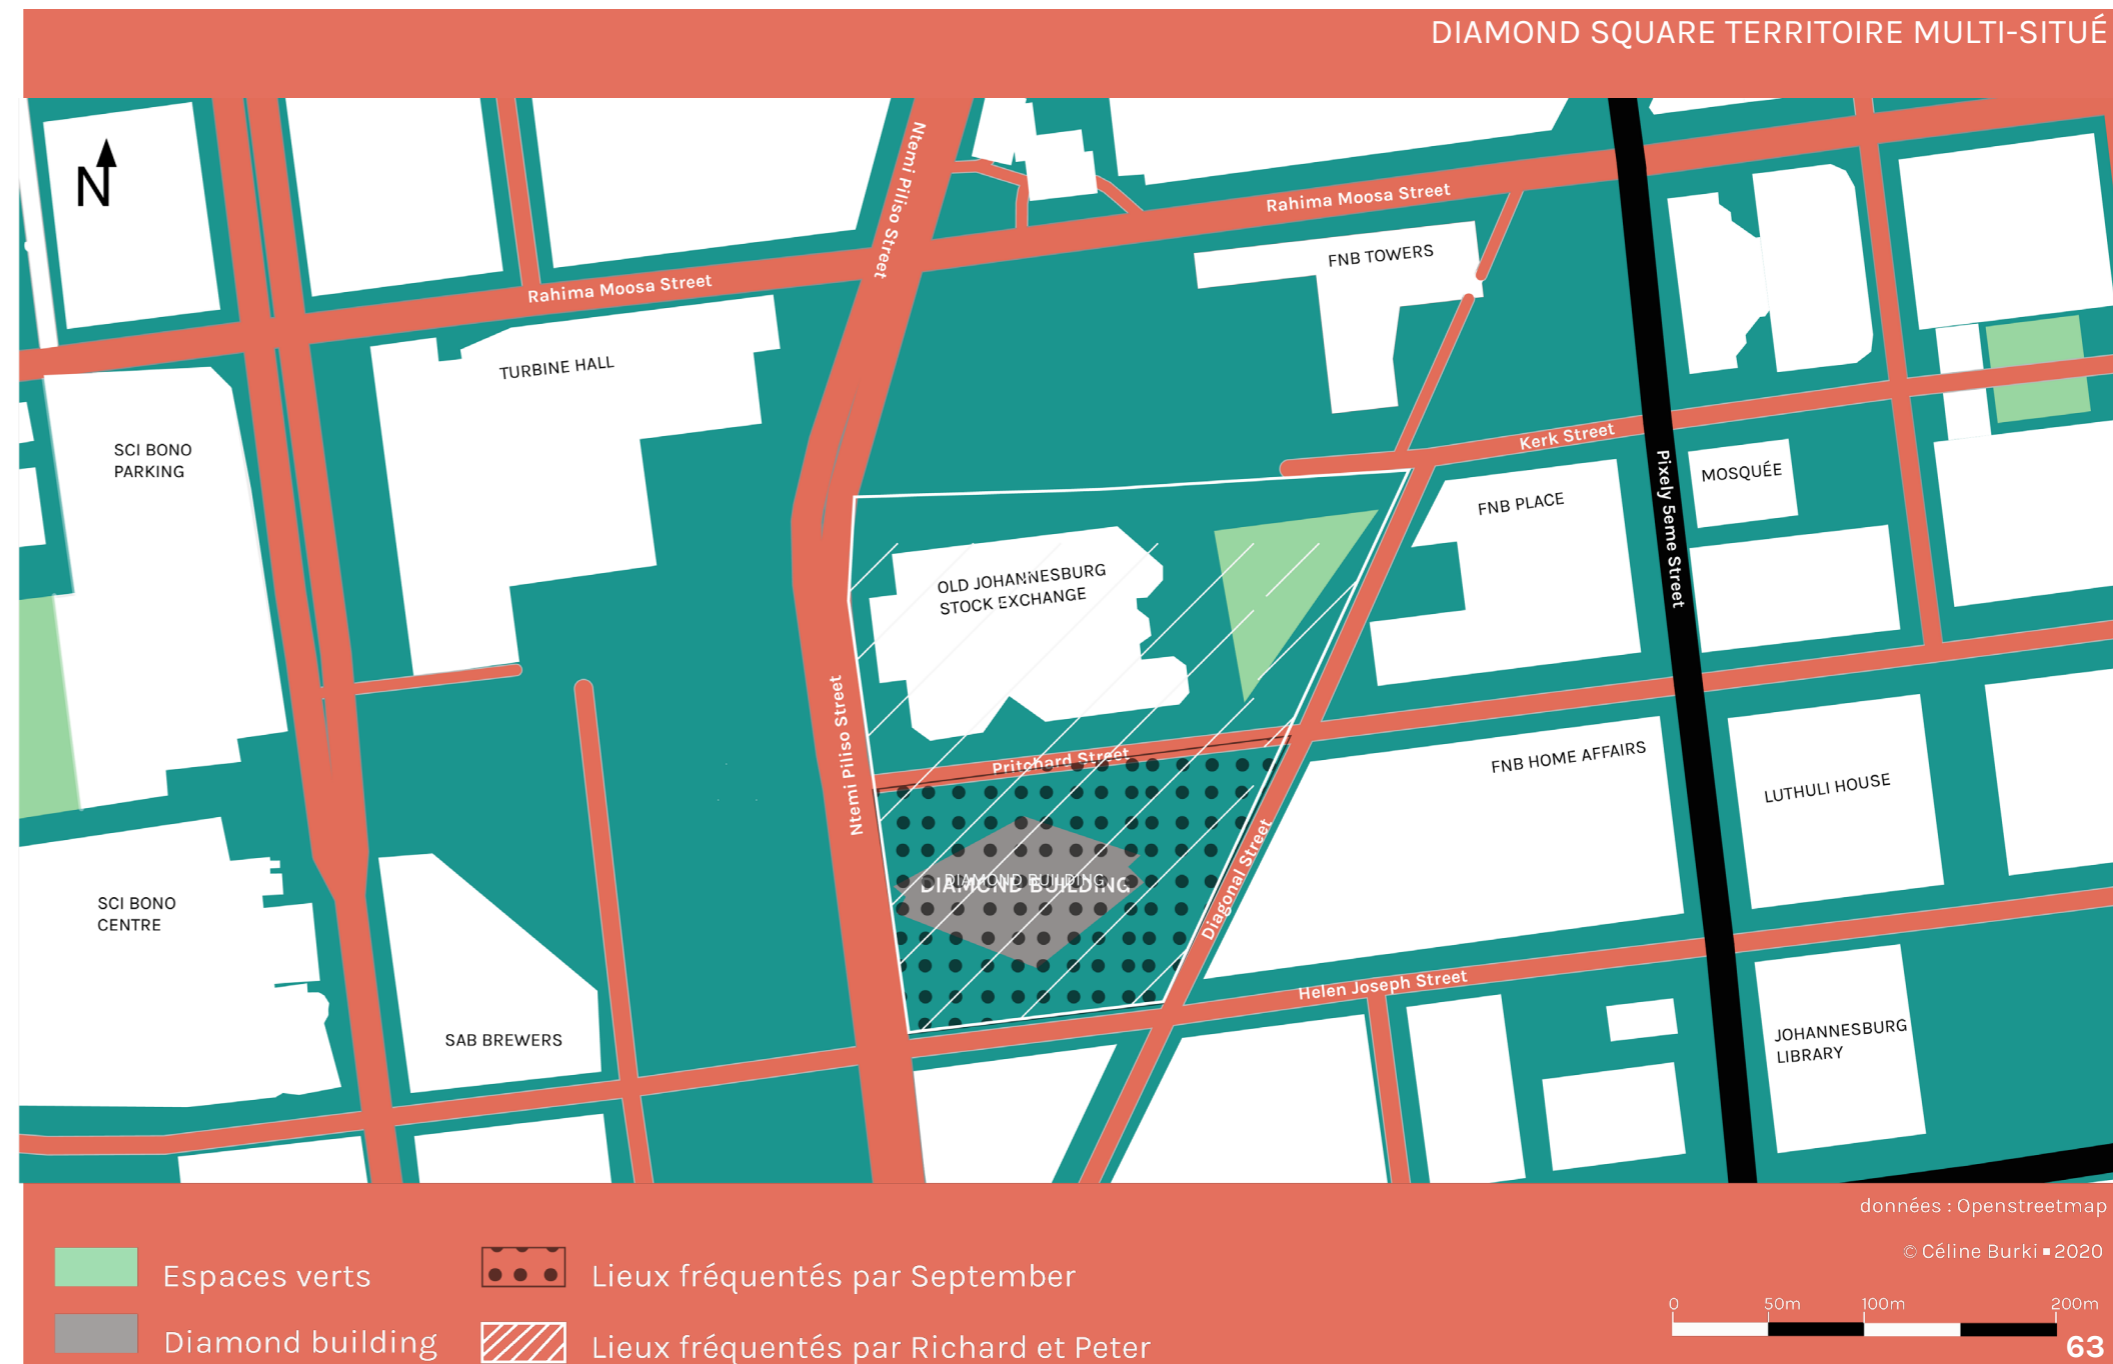 DIAMOND SQUARE TERRITOIRE MULTI-SITUÉ
N
Ntemi Piliso Street
Rahima Moosa Street
FNB TOWERS
Rahima Moosa Street
TURBINE HALL
SCI BONO
PARKING
Kerk Street
MOSQUÉE
FNB PLACE
Pixely 5eme Street
OLD JOHANNESBURG
STOCK EXCHANGE
Ntemi Piliso Street
Pritchard Street
FNB HOME AFFAIRS
LUTHULI HOUSE
DIAMOND BUILDING
DIAMOND BUILDING
Diagonal Street
SCI BONO
CENTRE
Helen Joseph Street
SAB BREWERS
JOHANNESBURG
LIBRARY
données : Openstreetmap
© Céline Burki ▪ 2020
Espaces verts
Lieux fréquentés par September
Diamond building
Lieux fréquentés par Richard et Peter
0 50m 100m 200m
63